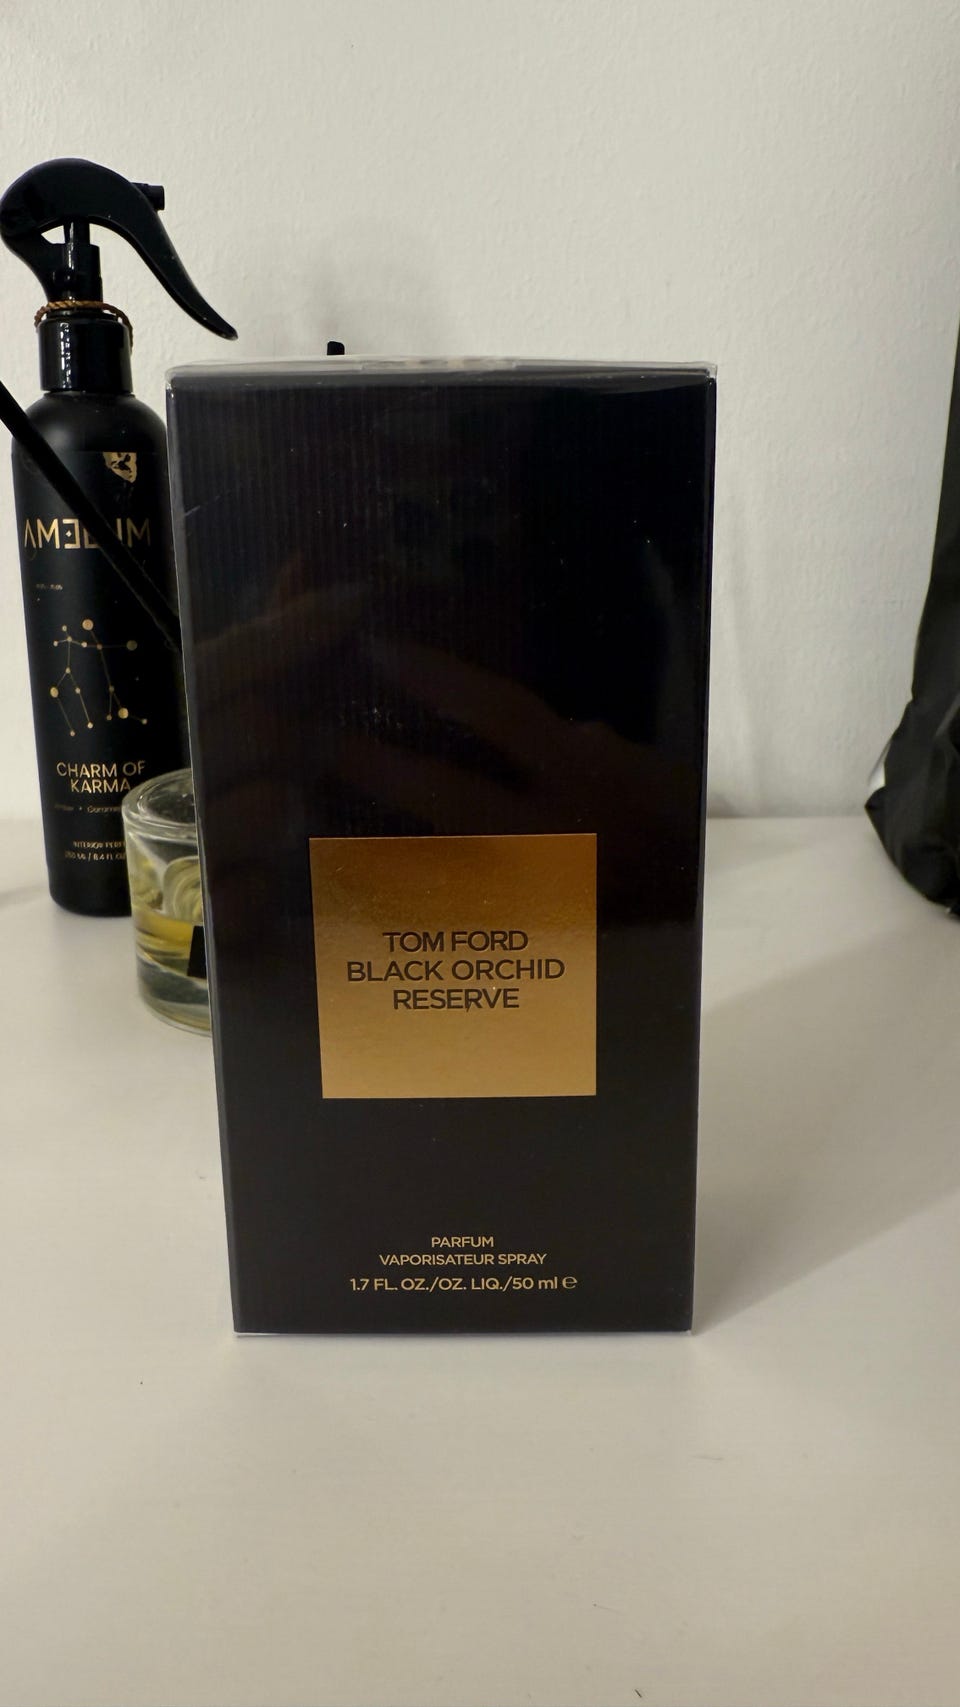 CHARM OF
KARMA
TOM FORD
BLACK ORCHID
RESERVE
PARFUM
VAPORISATEUR SPRAY
1.7 FL. OZ./OZ. LIQ./50 ml ℮